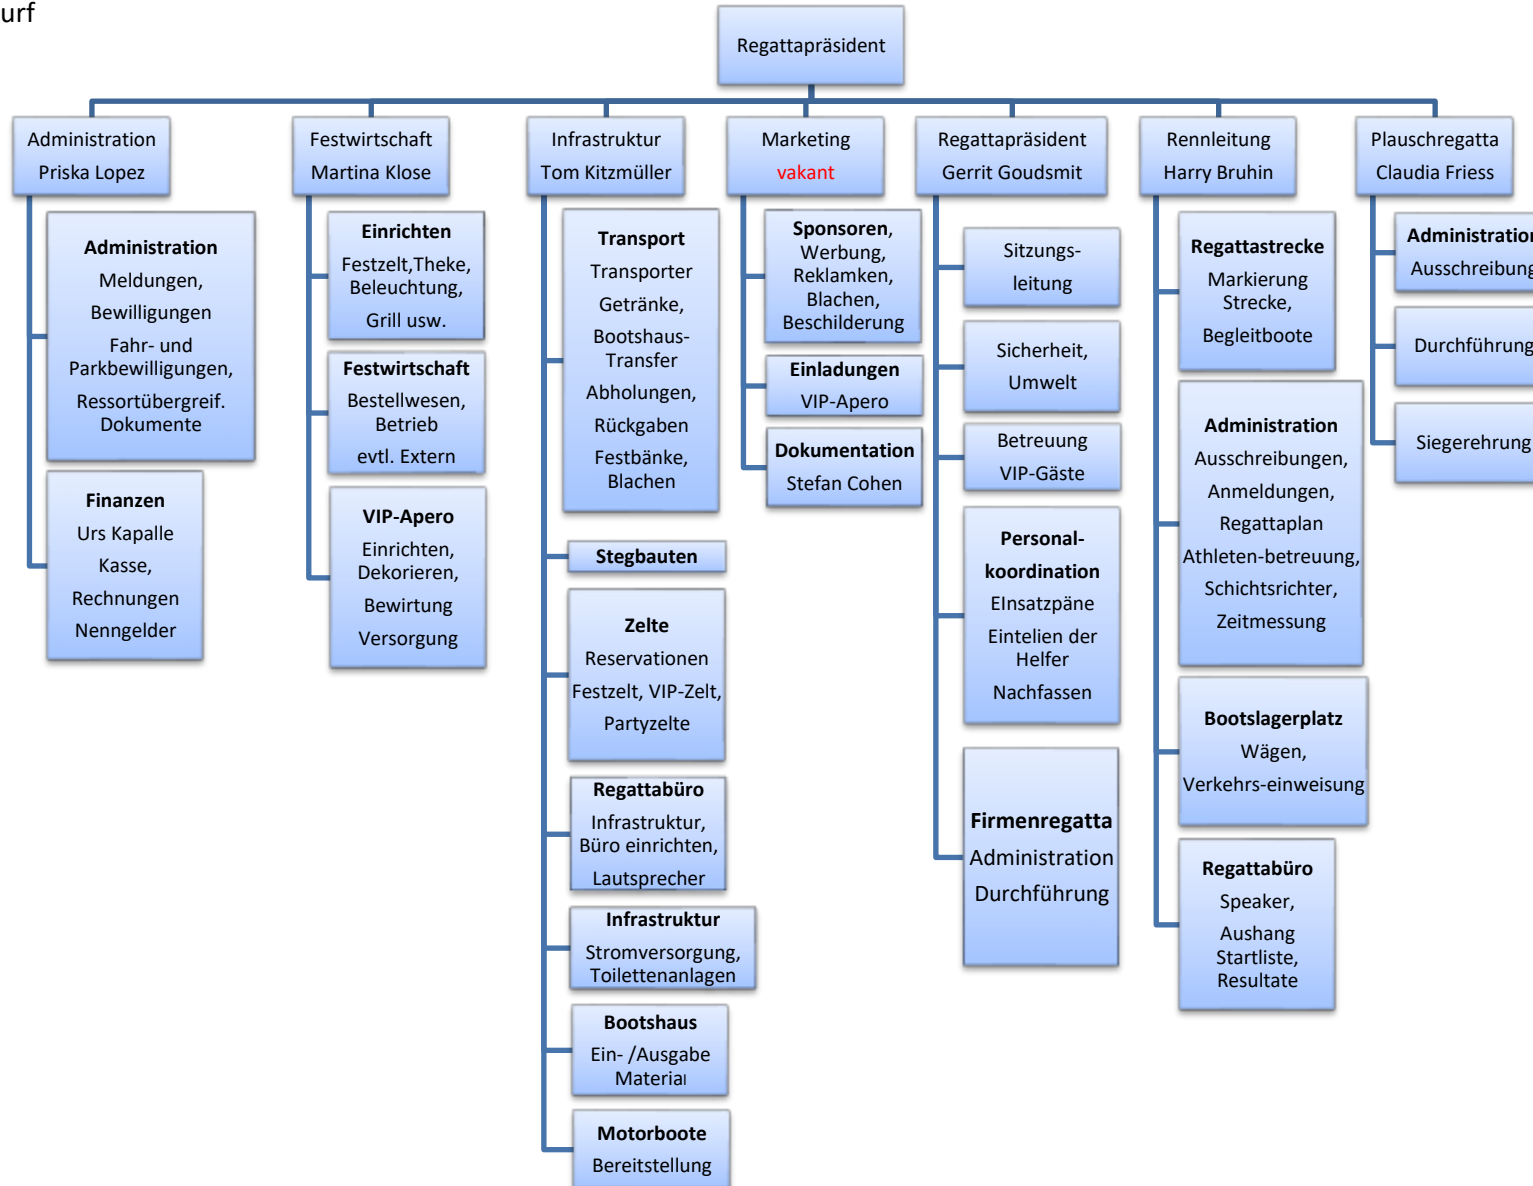 urf
Regattapräsident
Administration
Priska Lopez
Festwirtschaft
Martina Klose
Infrastruktur
Tom Kitzmüller
Marketing
vakant
Regattapräsident
Gerrit Goudsmit
Rennleitung
Harry Bruhin
Plauschregatta
Claudia Friess
Administration
Meldungen,
Bewilligungen
Fahr- und
Parkbewilligungen,
Ressortübergreif.
Dokumente
Finanzen
Urs Kapalle
Kasse,
Rechnungen
Nenngelder
Einrichten
Festzelt,Theke,
Beleuchtung,
Grill usw.
Festwirtschaft
Bestellwesen,
Betrieb
evtl. Extern
VIP-Apero
Einrichten,
Dekorieren,
Bewirtung
Versorgung
Transport
Transporter
Getränke,
Bootshaus-
Transfer
Abholungen,
Rückgaben
Festbänke,
Blachen
Stegbauten
Zelte
Reservationen
Festzelt, VIP-Zelt,
Partyzelte
Regattabüro
Infrastruktur,
Büro einrichten,
Lautsprecher
Infrastruktur
Stromversorgung,
Toilettenanlagen
Bootshaus
Ein- /Ausgabe
Material
Motorboote
Bereitstellung
Sponsoren,
Werbung,
Reklamken,
Blachen,
Beschilderung
Einladungen
VIP-Apero
Dokumentation
Stefan Cohen
Sitzungs-
leitung
Sicherheit,
Umwelt
Betreuung
VIP-Gäste
Personal-
koordination
EInsatzpäne
Eintelien der
Helfer
Nachfassen
Firmenregatta
Administration
Durchführung
Regattastrecke
Markierung
Strecke,
Begleitboote
Administration
Ausschreibungen,
Anmeldungen,
Regattaplan
Athleten-betreuung,
Schichtsrichter,
Zeitmessung
Bootslagerplatz
Wägen,
Verkehrs-einweisung
Regattabüro
Speaker,
Aushang
Startliste,
Resultate
Administration
Ausschreibung
Durchführung
Siegerehrung